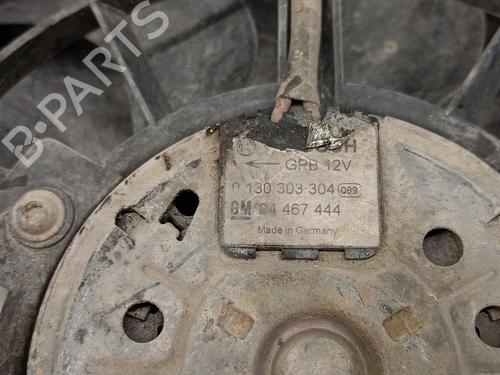 B-PARTS
GPB 12V
0 130 303 304 089
GM 24 467 444
Made in Germany